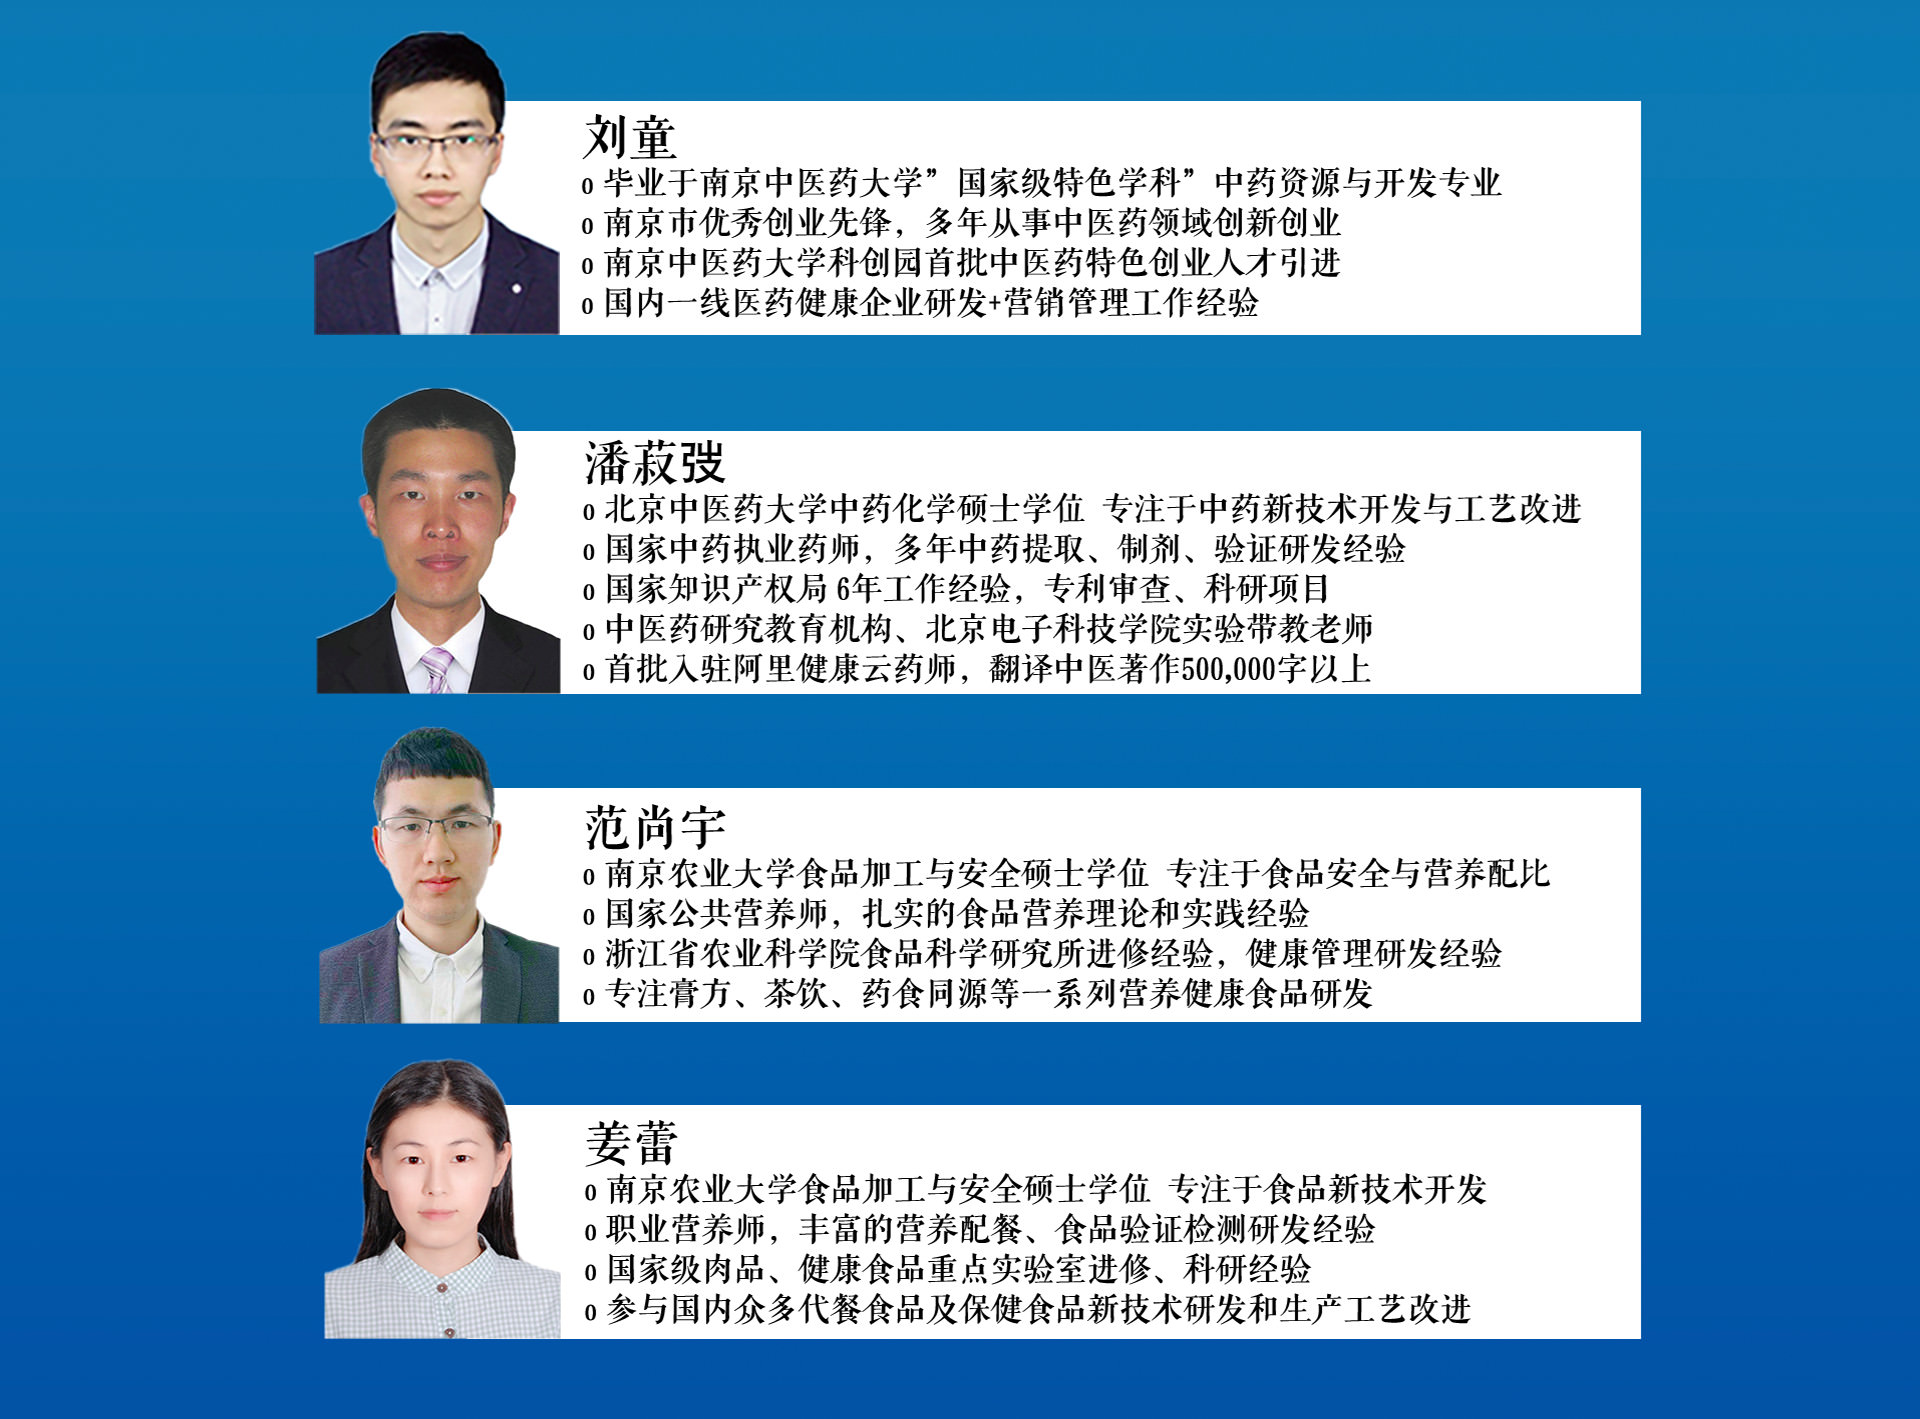 刘童
o 毕业于南京中医药大学”国家级特色学科”中药资源与开发专业
o 南京市优秀创业先锋，多年从事中医药领域创新创业
o 南京中医药大学科创园首批中医药特色创业人才引进
o 国内一线医药健康企业研发+营销管理工作经验
潘菽弢
o 北京中医药大学中药化学硕士学位 专注于中药新技术开发与工艺改进
o 国家中药执业药师，多年中药提取、制剂、验证研发经验
o 国家知识产权局 6年工作经验，专利审查、科研项目
o 中医药研究教育机构、北京电子科技学院实验带教老师
o 首批入驻阿里健康云药师，翻译中医著作500,000字以上
范尚宇
o 南京农业大学食品加工与安全硕士学位 专注于食品安全与营养配比
o 国家公共营养师，扎实的食品营养理论和实践经验
o 浙江省农业科学院食品科学研究所进修经验，健康管理研发经验
o 专注膏方、茶饮、药食同源等一系列营养健康食品研发
姜蕾
o 南京农业大学食品加工与安全硕士学位 专注于食品新技术开发
o 职业营养师，丰富的营养配餐、食品验证检测研发经验
o 国家级肉品、健康食品重点实验室进修、科研经验
o 参与国内众多代餐食品及保健食品新技术研发和生产工艺改进